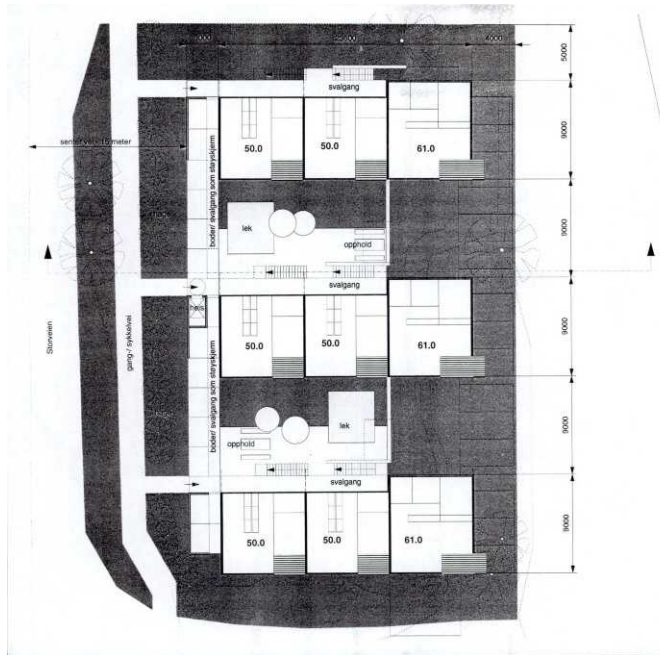 5000
svalgang
50.0
50.0
61.0
9000
boder/ svalgang som støyskjerm
lek
opphold
9000
svalgang
50.0
50.0
61.0
9000
Storveien
gang-/ sykkelvei
boder/ svalgang som støyskjerm
lek
opphold
9000
svalgang
50.0
50.0
61.0
9000